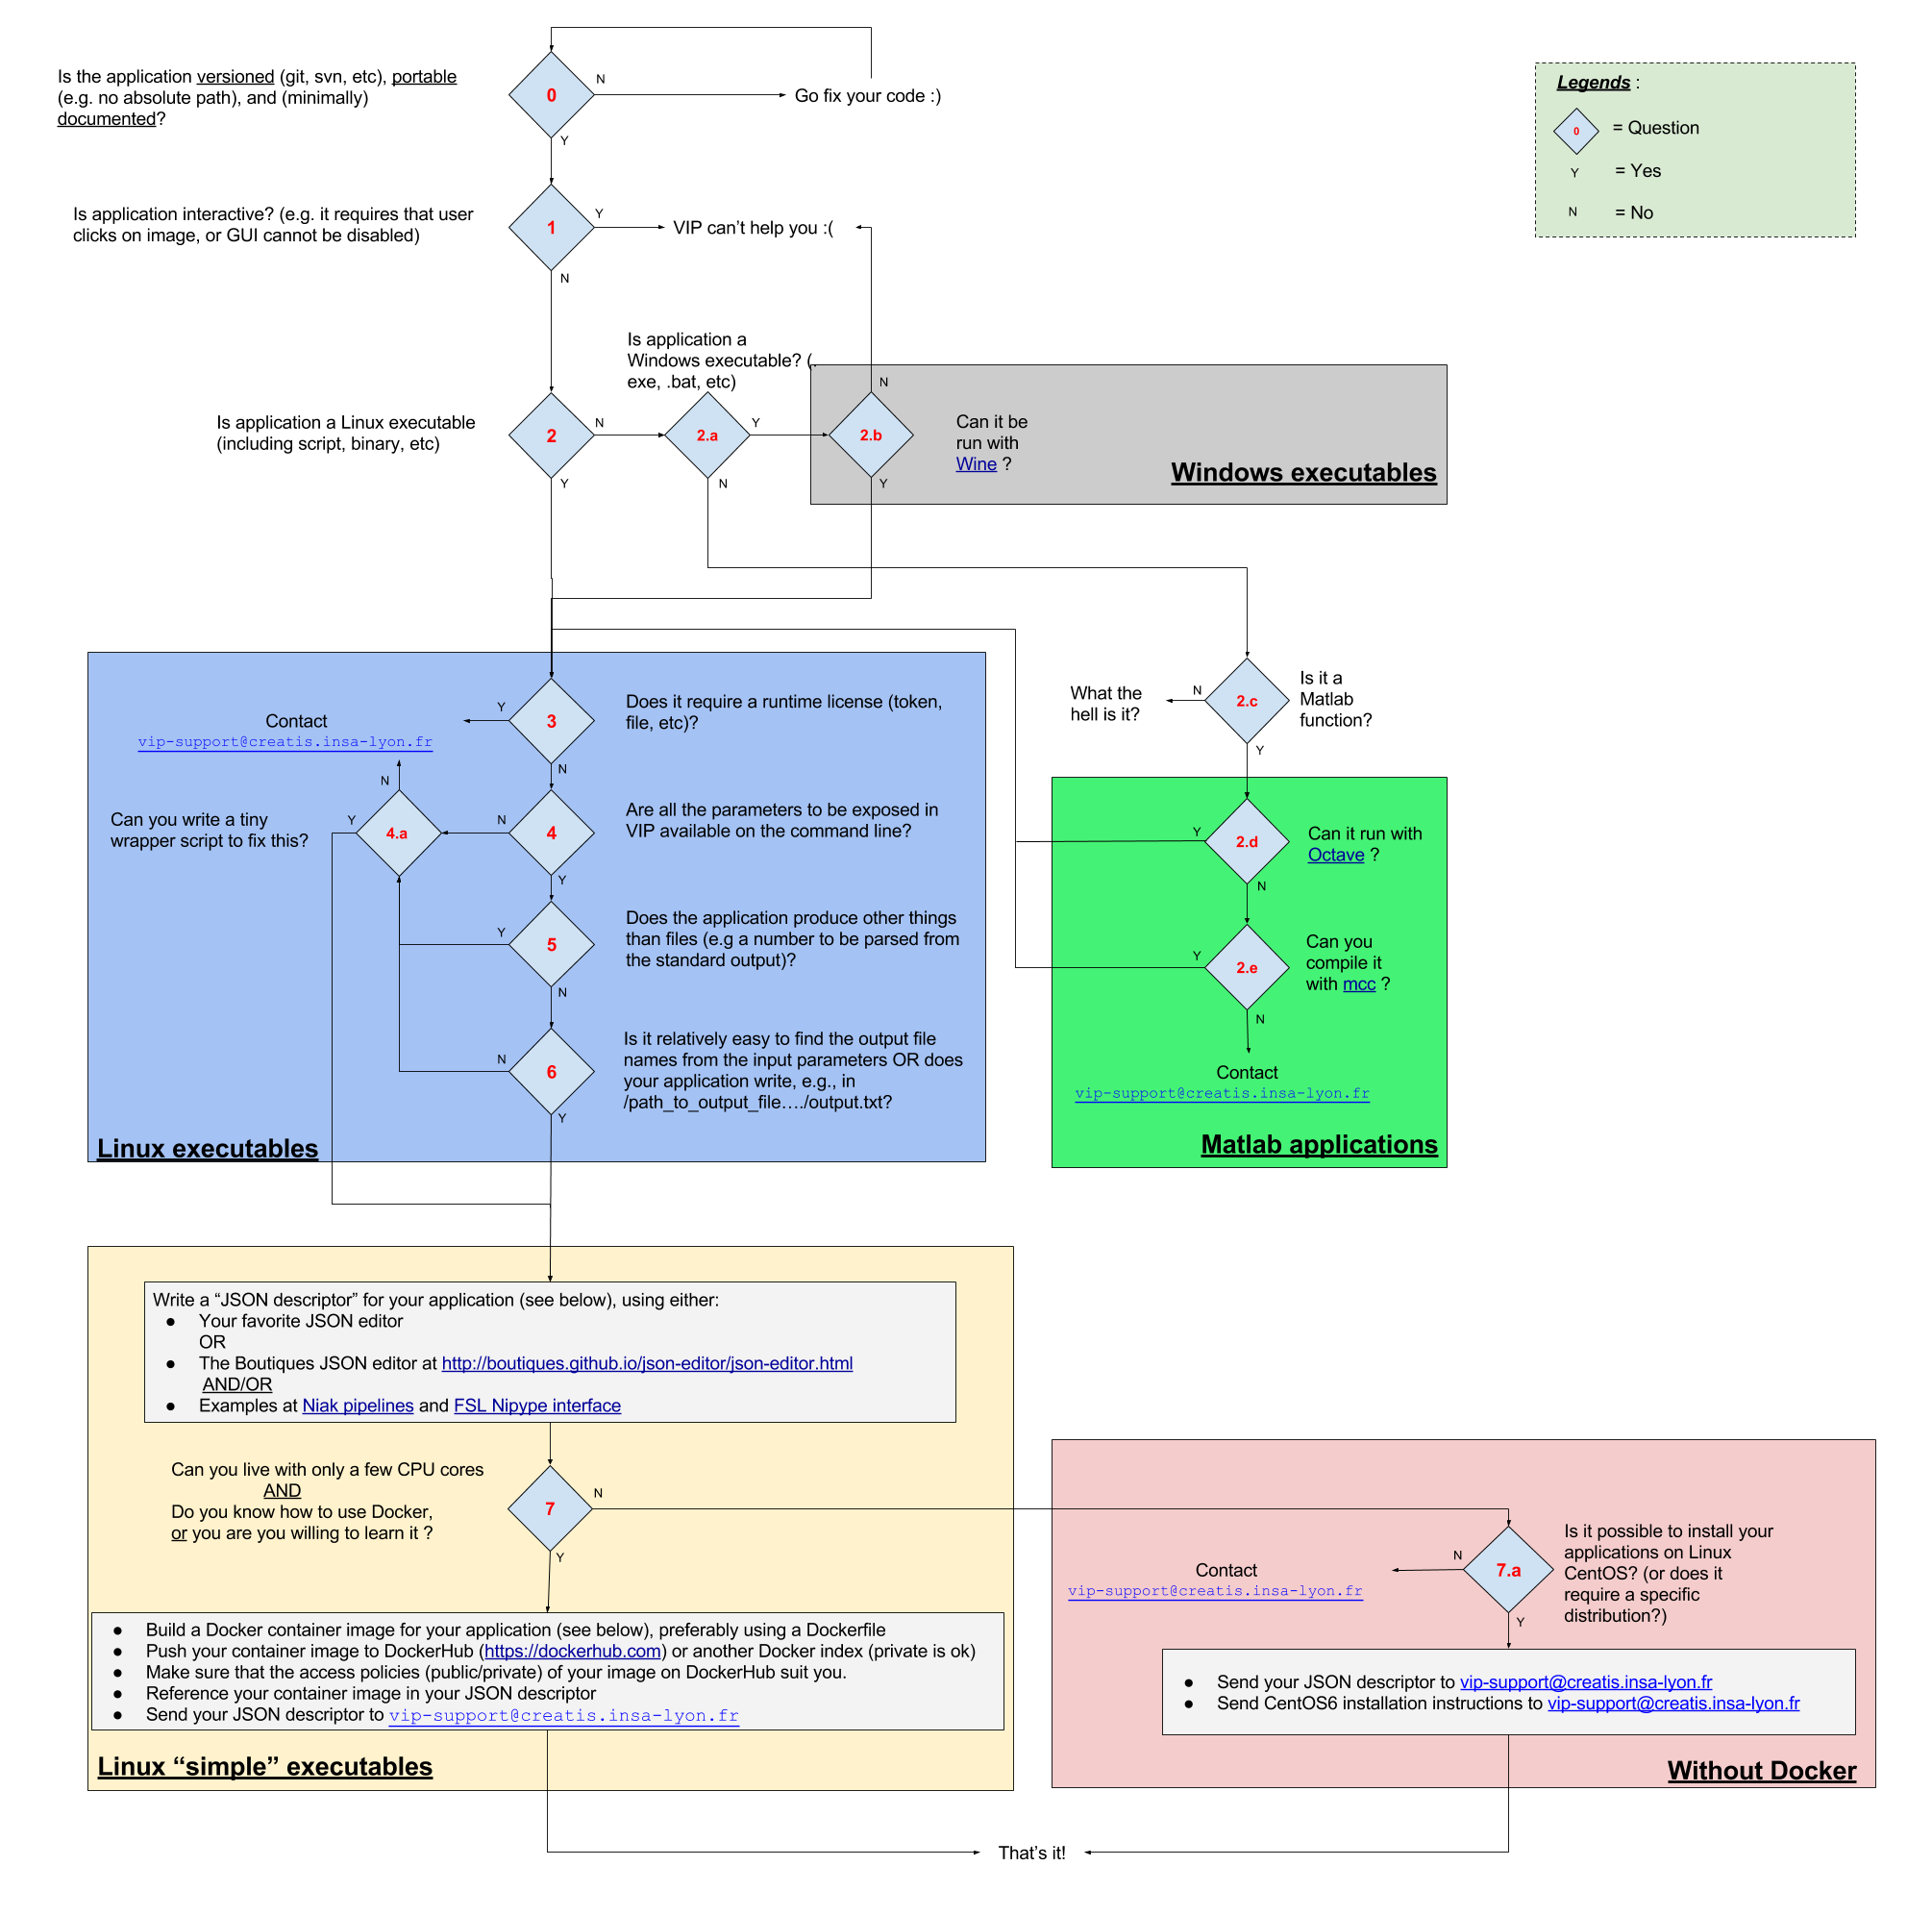 Is the application versioned (git, svn, etc), portable
(e.g. no absolute path), and (minimally)
documented?
0
N
Y
Go fix your code :)
Legends :
0
= Question
Y
= Yes
N
= No
Is application interactive? (e.g. it requires that user
clicks on image, or GUI cannot be disabled)
1
Y
N
VIP can't help you :(
Is application a Linux executable
(including script, binary, etc)
2
N
Y
Is application a
Windows executable? (.
exe, .bat, etc)
2.a
Y
N
2.b
N
Y
Can it be
run with
Wine ?
Windows executables
What the
hell is it?
N
2.c
Y
Is it a
Matlab
function?
Contact
vip-support@creatis.insa-lyon.fr
Y
3
N
Does it require a runtime license (token,
file, etc)?
Can you write a tiny
wrapper script to fix this?
N
Y
4.a
N
4
Y
Are all the parameters to be exposed in
VIP available on the command line?
Y
5
N
Does the application produce other things
than files (e.g a number to be parsed from
the standard output)?
N
6
Y
Is it relatively easy to find the output file
names from the input parameters OR does
your application write, e.g., in
/path_to_output_file…./output.txt?
Linux executables
Y
2.d
N
Can it run with
Octave ?
Y
2.e
N
Can you
compile it
with mcc ?
Contact
vip-support@creatis.insa-lyon.fr
Matlab applications
Write a “JSON descriptor” for your application (see below), using either:
● Your favorite JSON editor
OR
● The Boutiques JSON editor at http://boutiques.github.io/json-editor/json-editor.html
AND/OR
● Examples at Niak pipelines and FSL Nipype interface
Can you live with only a few CPU cores
AND
Do you know how to use Docker,
or you are you willing to learn it ?
7
N
Y
● Build a Docker container image for your application (see below), preferably using a Dockerfile
● Push your container image to DockerHub (https://dockerhub.com) or another Docker index (private is ok)
● Make sure that the access policies (public/private) of your image on DockerHub suit you.
● Reference your container image in your JSON descriptor
● Send your JSON descriptor to vip-support@creatis.insa-lyon.fr
Linux “simple” executables
Contact
vip-support@creatis.insa-lyon.fr
N
7.a
Y
Is it possible to install your
applications on Linux
CentOS? (or does it
require a specific
distribution?)
● Send your JSON descriptor to vip-support@creatis.insa-lyon.fr
● Send CentOS6 installation instructions to vip-support@creatis.insa-lyon.fr
Without Docker
That's it!